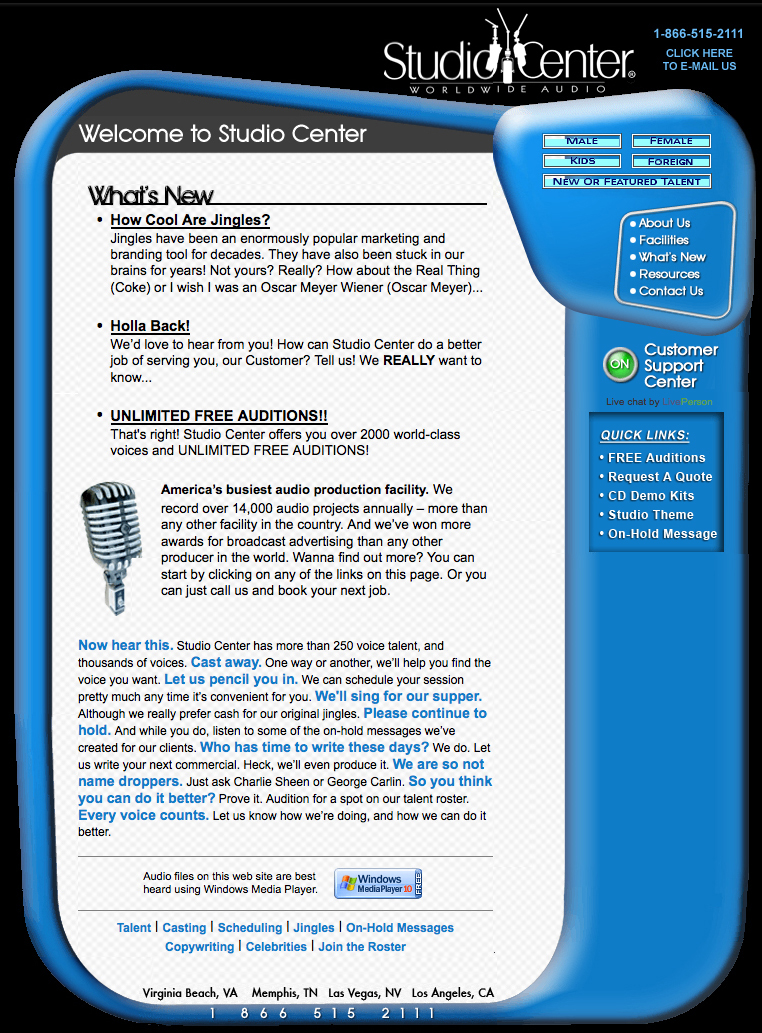 Studio Center®
WORLDWIDE AUDIO
1-866-515-2111
CLICK HERE
TO E-MAIL US
Welcome to Studio Center
MALE
FEMALE
KIDS
FOREIGN
NEW OR FEATURED TALENT
• About Us
• Facilities
• What's New
• Resources
• Contact Us
ON
Customer
Support
Center
Live chat by LivePerson
QUICK LINKS:
• FREE Auditions
• Request A Quote
• CD Demo Kits
• Studio Theme
• On-Hold Message
What's New
• How Cool Are Jingles?
Jingles have been an enormously popular marketing and
branding tool for decades. They have also been stuck in our
brains for years! Not yours? Really? How about the Real Thing
(Coke) or I wish I was an Oscar Meyer Wiener (Oscar Meyer)...
• Holla Back!
We'd love to hear from you! How can Studio Center do a better
job of serving you, our Customer? Tell us! We REALLY want to
know...
• UNLIMITED FREE AUDITIONS!!
That's right! Studio Center offers you over 2000 world-class
voices and UNLIMITED FREE AUDITIONS!
America's busiest audio production facility. We
record over 14,000 audio projects annually – more than
any other facility in the country. And we've won more
awards for broadcast advertising than any other
producer in the world. Wanna find out more? You can
start by clicking on any of the links on this page. Or you
can just call us and book your next job.
Now hear this. Studio Center has more than 250 voice talent, and
thousands of voices. Cast away. One way or another, we'll help you find the
voice you want. Let us pencil you in. We can schedule your session
pretty much any time it's convenient for you. We'll sing for our supper.
Although we really prefer cash for our original jingles. Please continue to
hold. And while you do, listen to some of the on-hold messages we've
created for our clients. Who has time to write these days? We do. Let
us write your next commercial. Heck, we'll even produce it. We are so not
name droppers. Just ask Charlie Sheen or George Carlin. So you think
you can do it better? Prove it. Audition for a spot on our talent roster.
Every voice counts. Let us know how we're doing, and how we can do it
better.
Audio files on this web site are best
heard using Windows Media Player.
Windows
MediaPlayer 10
FREE
Talent | Casting | Scheduling | Jingles | On-Hold Messages
Copywriting | Celebrities | Join the Roster
Virginia Beach, VA Memphis, TN Las Vegas, NV Los Angeles, CA
1 866 515 2111